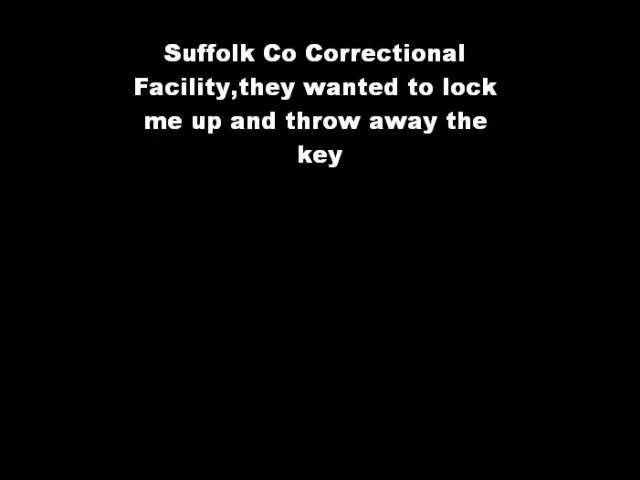 Suffolk Co Correctional
Facility,they wanted to lock
me up and throw away the
key